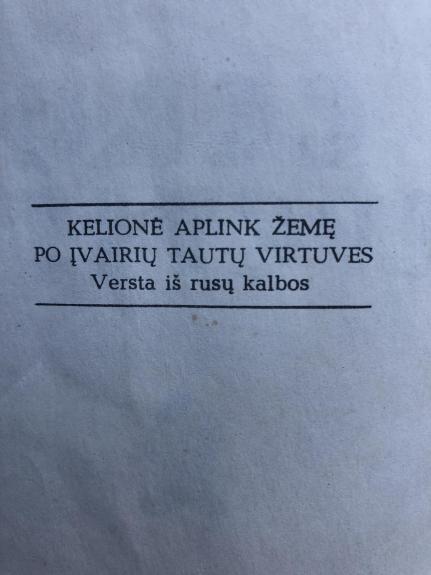 KELIONĖ APLINK ŽEMĘ
PO ĮVAIRIŲ TAUTŲ VIRTUVES
Versta iš rusų kalbos